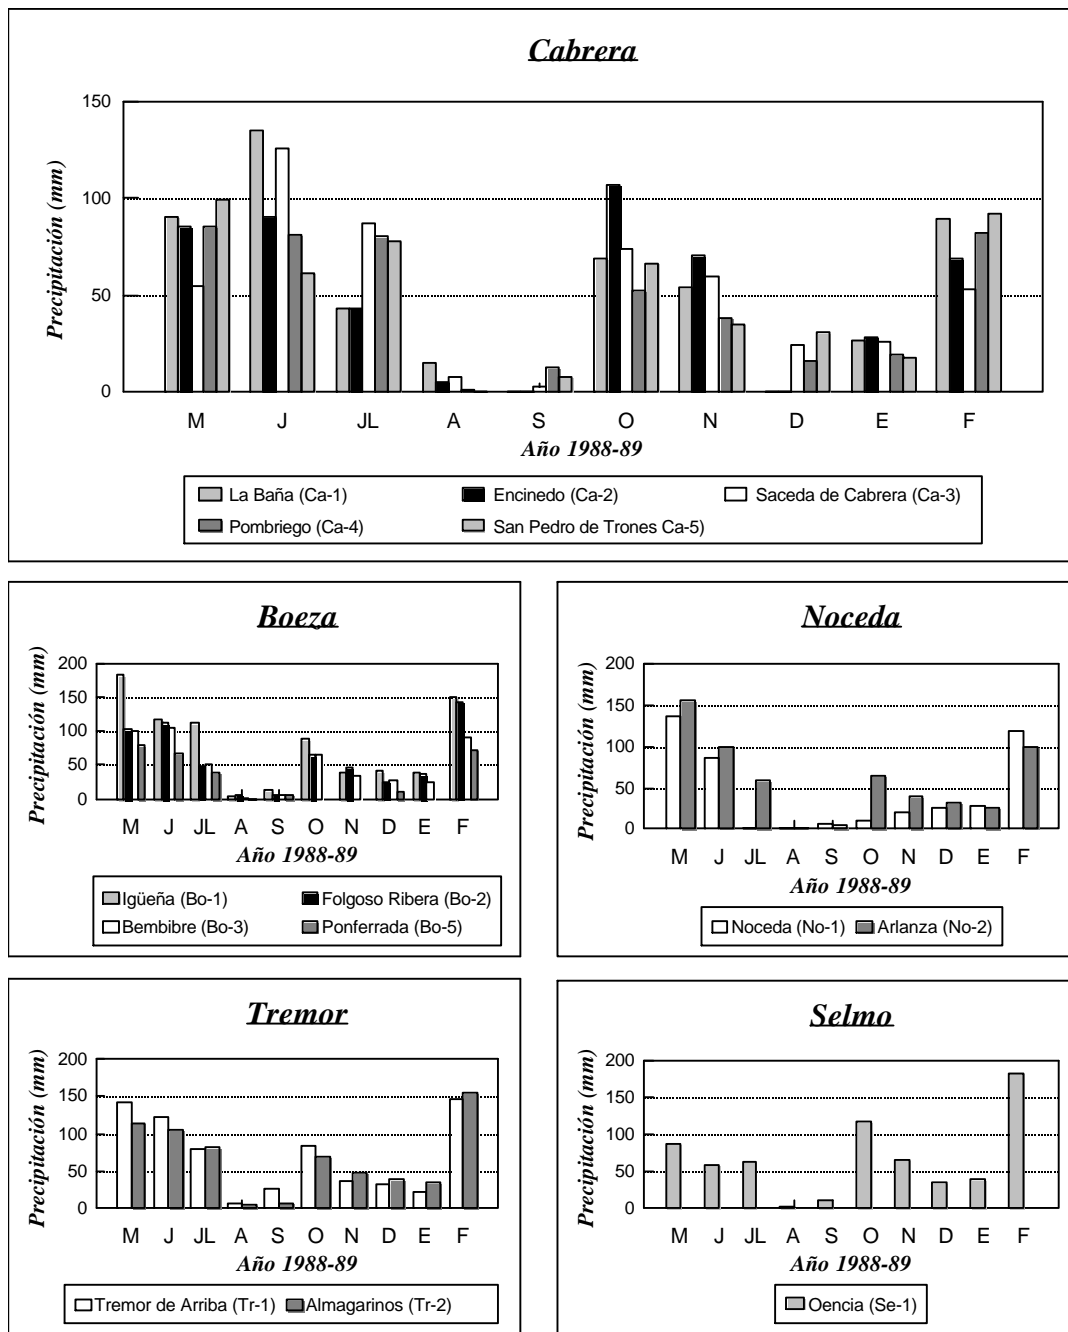 Cabrera
Precipitación (mm)
150
100
50
0
M J JL A S O N D E F
Año 1988-89
La Baña (Ca-1) Encinedo (Ca-2) Saceda de Cabrera (Ca-3)
Pombriego (Ca-4) San Pedro de Trones Ca-5)
Boeza
Precipitación (mm)
200
150
100
50
0
M J JL A S O N D E F
Año 1988-89
Igüeña (Bo-1) Folgoso Ribera (Bo-2)
Bembibre (Bo-3) Ponferrada (Bo-5)
Noceda
Precipitación (mm)
200
150
100
50
0
M J JL A S O N D E F
Año 1988-89
Noceda (No-1) Arlanza (No-2)
Tremor
Precipitación (mm)
200
150
100
50
0
M J JL A S O N D E F
Año 1988-89
Tremor de Arriba (Tr-1) Almagarinos (Tr-2)
Selmo
Precipitación (mm)
200
150
100
50
0
M J JL A S O N D E F
Año 1988-89
Oencia (Se-1)